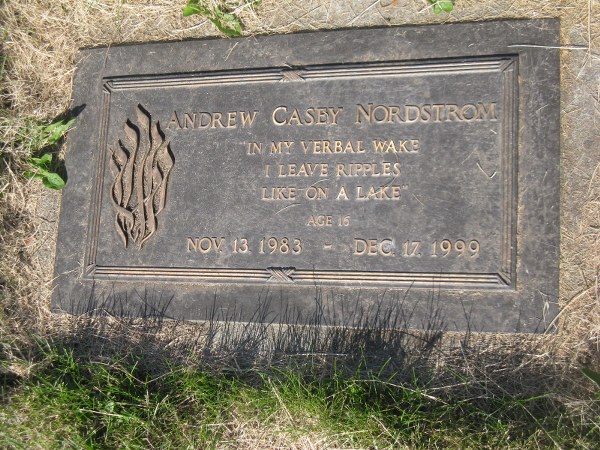 ANDREW CASEY NORDSTROM
"IN MY VERBAL WAKE
I LEAVE RIPPLES
LIKE ON A LAKE"
AGE 16
NOV. 13. 1983 - DEC. 17. 1999